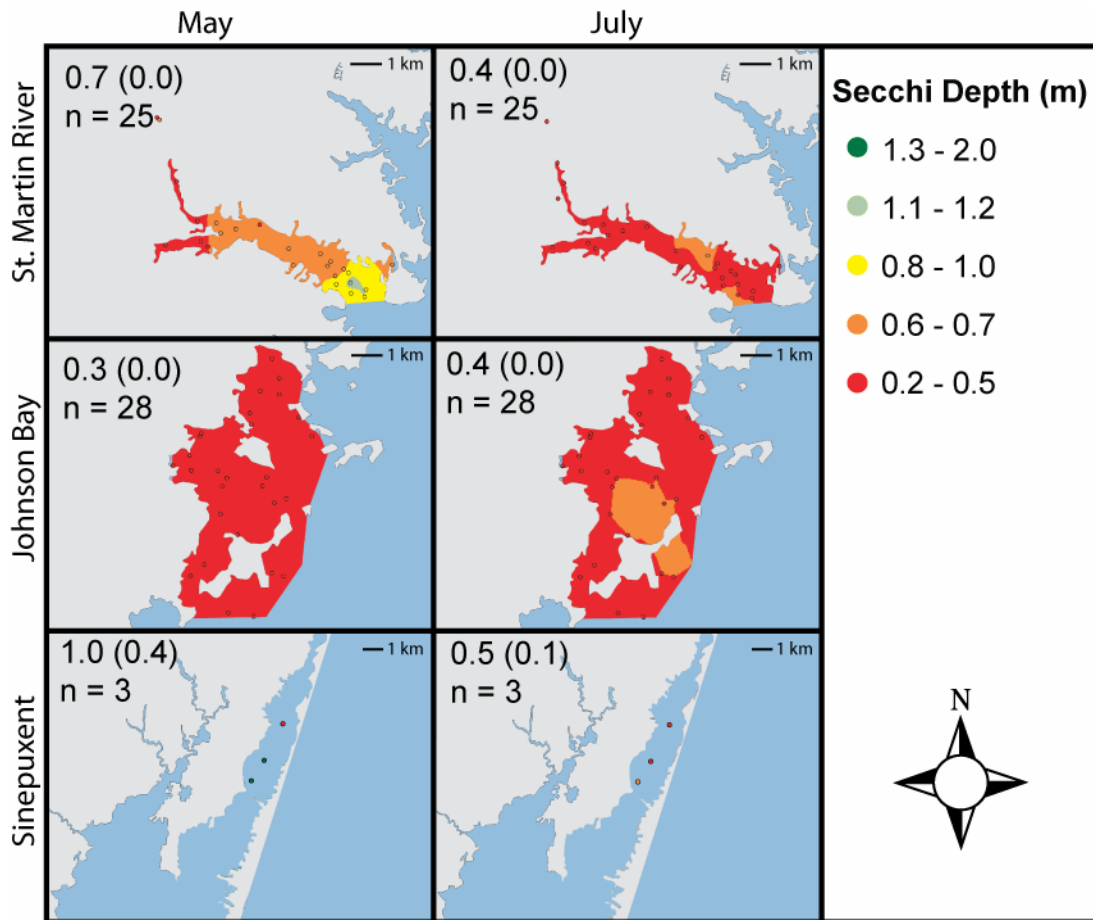 May
July
St. Martin River
0.7 (0.0)
n = 25
1 km
0.4 (0.0)
n = 25
1 km
Johnson Bay
0.3 (0.0)
n = 28
1 km
0.4 (0.0)
n = 28
1 km
Sinepuxent
1.0 (0.4)
n = 3
1 km
0.5 (0.1)
n = 3
1 km
Secchi Depth (m)
1.3 - 2.0
1.1 - 1.2
0.8 - 1.0
0.6 - 0.7
0.2 - 0.5
N